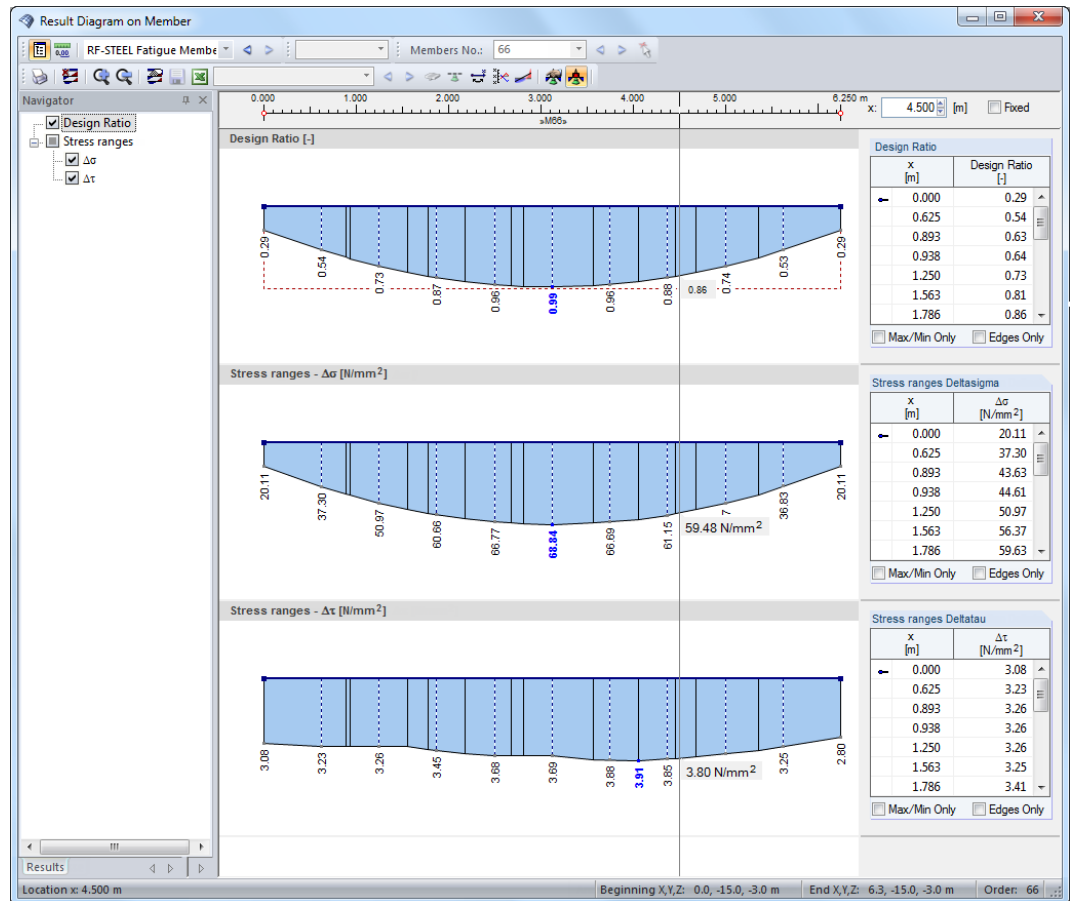 Result Diagram on Member
RF-STEEL Fatigue Membe
Members No.: 66
Navigator
Design Ratio
Stress ranges
Δσ
Δτ
0.000 1.000 2.000 3.000 4.000 5.000 6.250 m
»M66»
x: 4.500 [m] Fixed
Design Ratio [-]
0.29 0.54 0.73 0.87 0.96 0.99 0.96 0.88 0.86 0.74 0.53 0.29
Design Ratio
x [m] Design Ratio [-]
0.000 0.29
0.625 0.54
0.893 0.63
0.938 0.64
1.250 0.73
1.563 0.81
1.786 0.86
Max/Min Only Edges Only
Stress ranges - Δσ [N/mm²]
20.11 37.30 50.97 60.66 66.77 68.84 66.69 61.15 59.48 N/mm² 7 36.83 20.11
Stress ranges Deltasigma
x [m] Δσ [N/mm²]
0.000 20.11
0.625 37.30
0.893 43.63
0.938 44.61
1.250 50.97
1.563 56.37
1.786 59.63
Max/Min Only Edges Only
Stress ranges - Δτ [N/mm²]
3.08 3.23 3.26 3.45 3.68 3.69 3.88 3.91 3.85 3.80 N/mm² 3.25 2.80
Stress ranges Deltatau
x [m] Δτ [N/mm²]
0.000 3.08
0.625 3.23
0.893 3.26
0.938 3.26
1.250 3.26
1.563 3.25
1.786 3.41
Max/Min Only Edges Only
Results
Location x: 4.500 m
Beginning X,Y,Z: 0.0, -15.0, -3.0 m
End X,Y,Z: 6.3, -15.0, -3.0 m
Order: 66